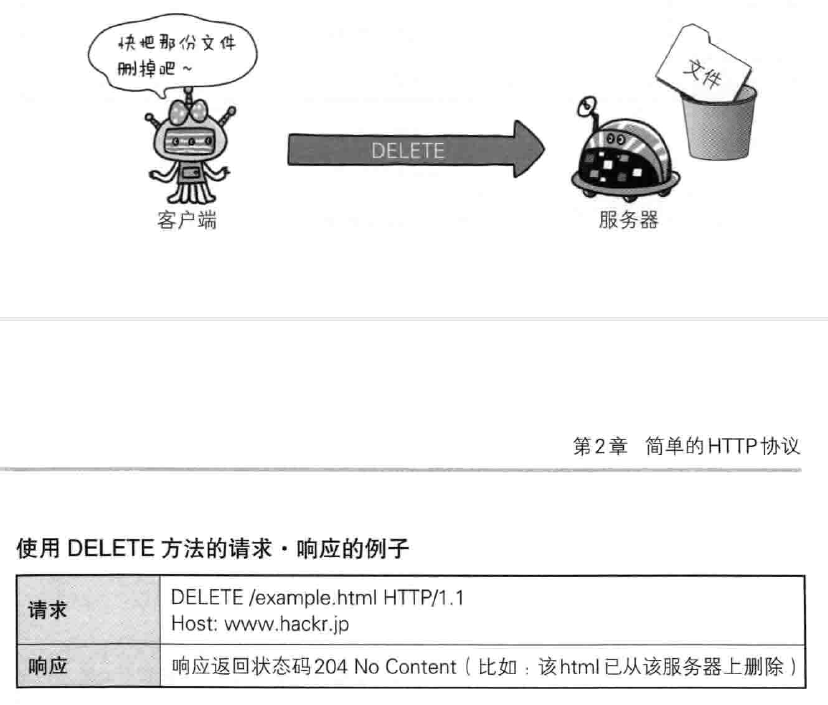 快把那份文件
删掉吧~
文件
DELETE
客户端
服务器
第2章 简单的HTTP协议
使用 DELETE 方法的请求·响应的例子
请求
DELETE /example.html HTTP/1.1
Host: www.hackr.jp
响应
响应返回状态码204 No Content(比如:该html已从该服务器上删除)